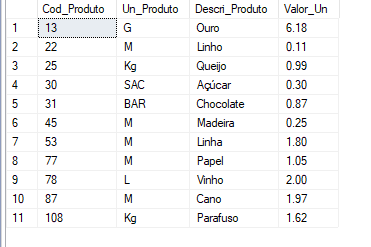 Cod_Produto Un_Produto Descri_Produto Valor_Un
1 13 G Ouro 6.18
2 22 M Linho 0.11
3 25 Kg Queijo 0.99
4 30 SAC Açúcar 0.30
5 31 BAR Chocolate 0.87
6 45 M Madeira 0.25
7 53 M Linha 1.80
8 77 M Papel 1.05
9 78 L Vinho 2.00
10 87 M Cano 1.97
11 108 Kg Parafuso 1.62